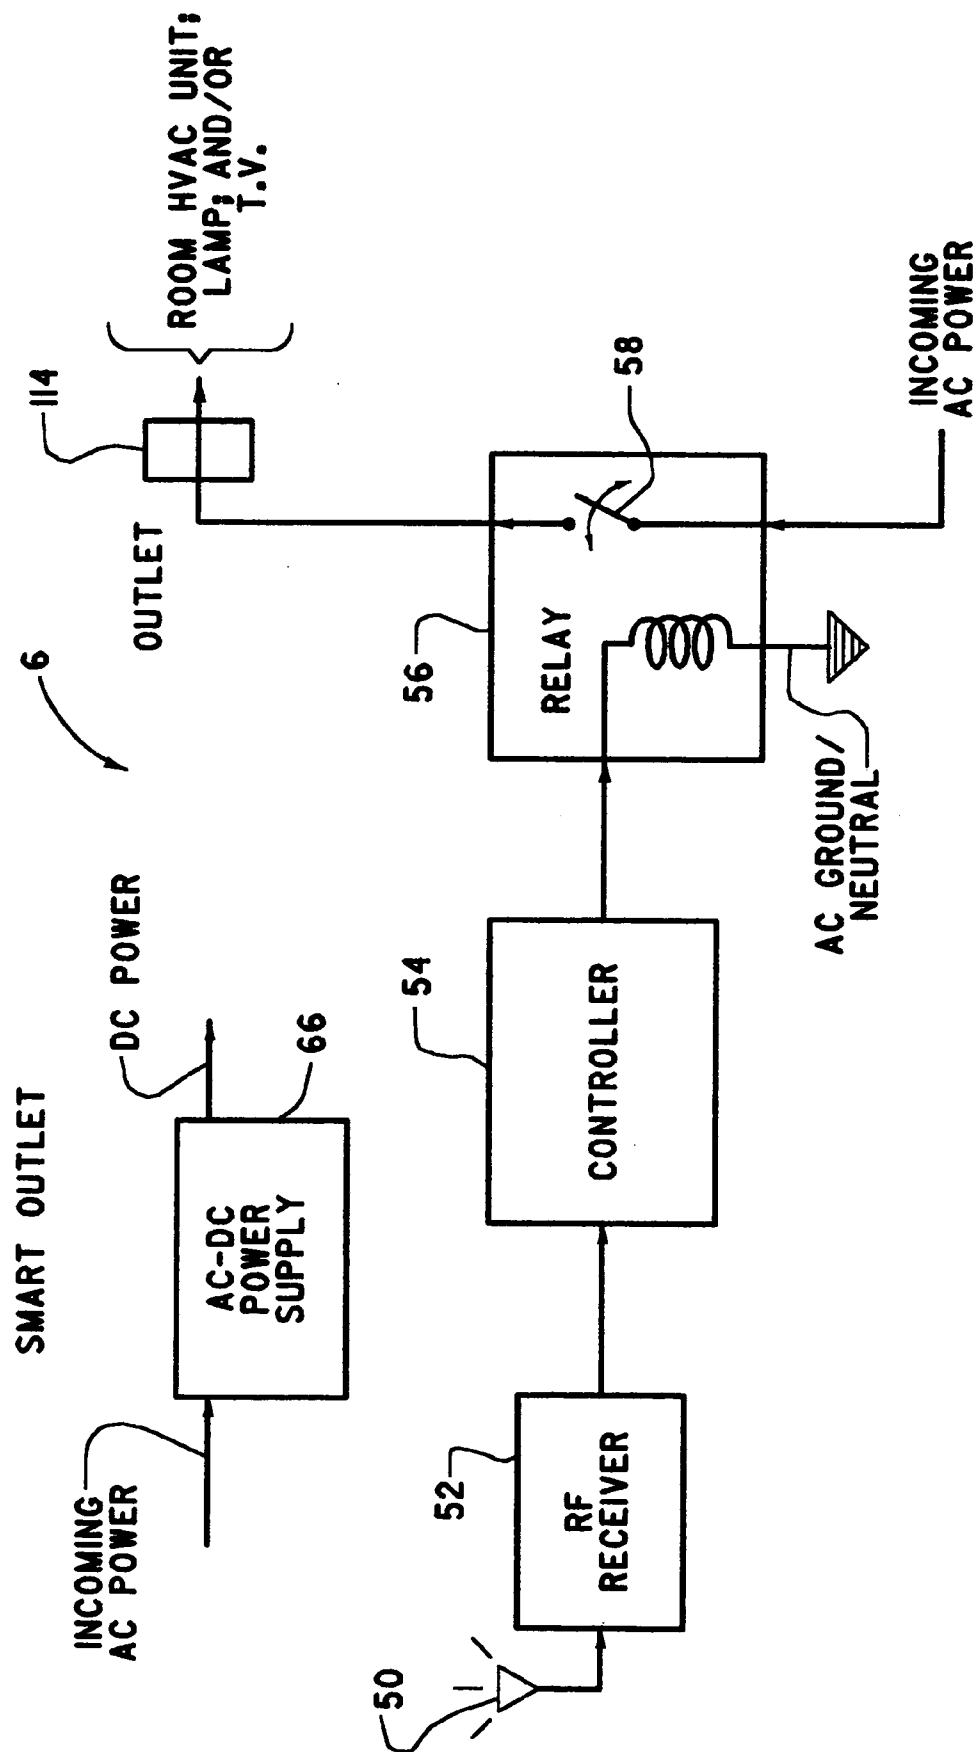 SMART OUTLET
6
INCOMING
AC POWER
AC-DC
POWER
SUPPLY
66
DC POWER
OUTLET
114
ROOM HVAC UNIT;
LAMP; AND/OR
T.V.
50
52
RF
RECEIVER
54
CONTROLLER
56
RELAY
58
AC GROUND/
NEUTRAL
INCOMING
AC POWER